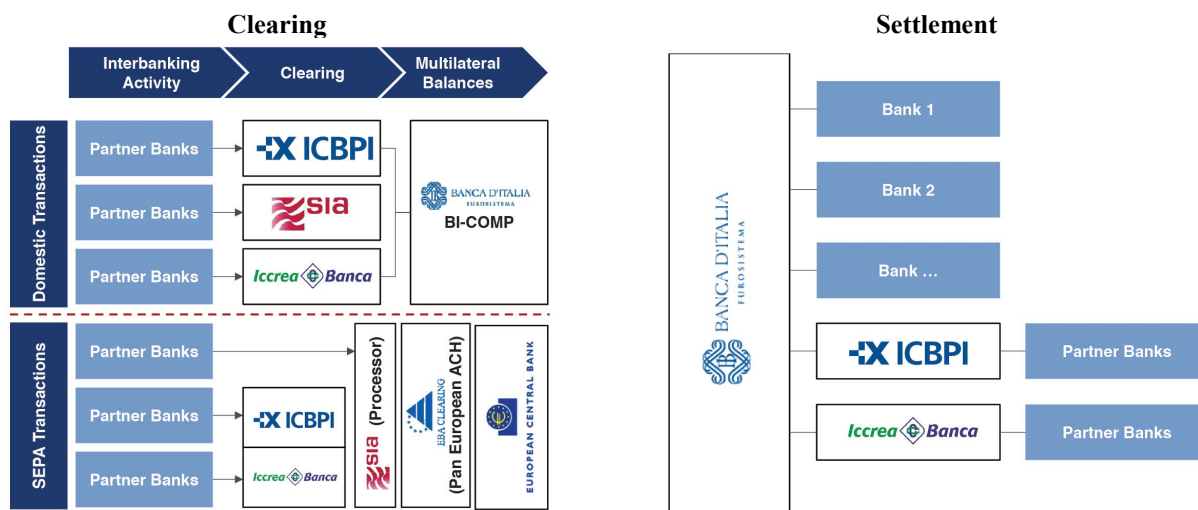 Clearing
Interbanking
Activity
Clearing
Multilateral
Balances
Domestic Transactions
Partner Banks
ICBPI
Partner Banks
sia
Partner Banks
Iccrea Banca
BANCA D'ITALIA
EUROSISTEMA
BI-COMP
SEPA Transactions
Partner Banks
Partner Banks
ICBPI
Partner Banks
Iccrea Banca
sia (Processor)
EBA CLEARING
(Pan European ACH)
EUROPEAN CENTRAL BANK
Settlement
BANCA D'ITALIA
EUROSISTEMA
Bank 1
Bank 2
Bank ...
ICBPI
Partner Banks
Iccrea Banca
Partner Banks